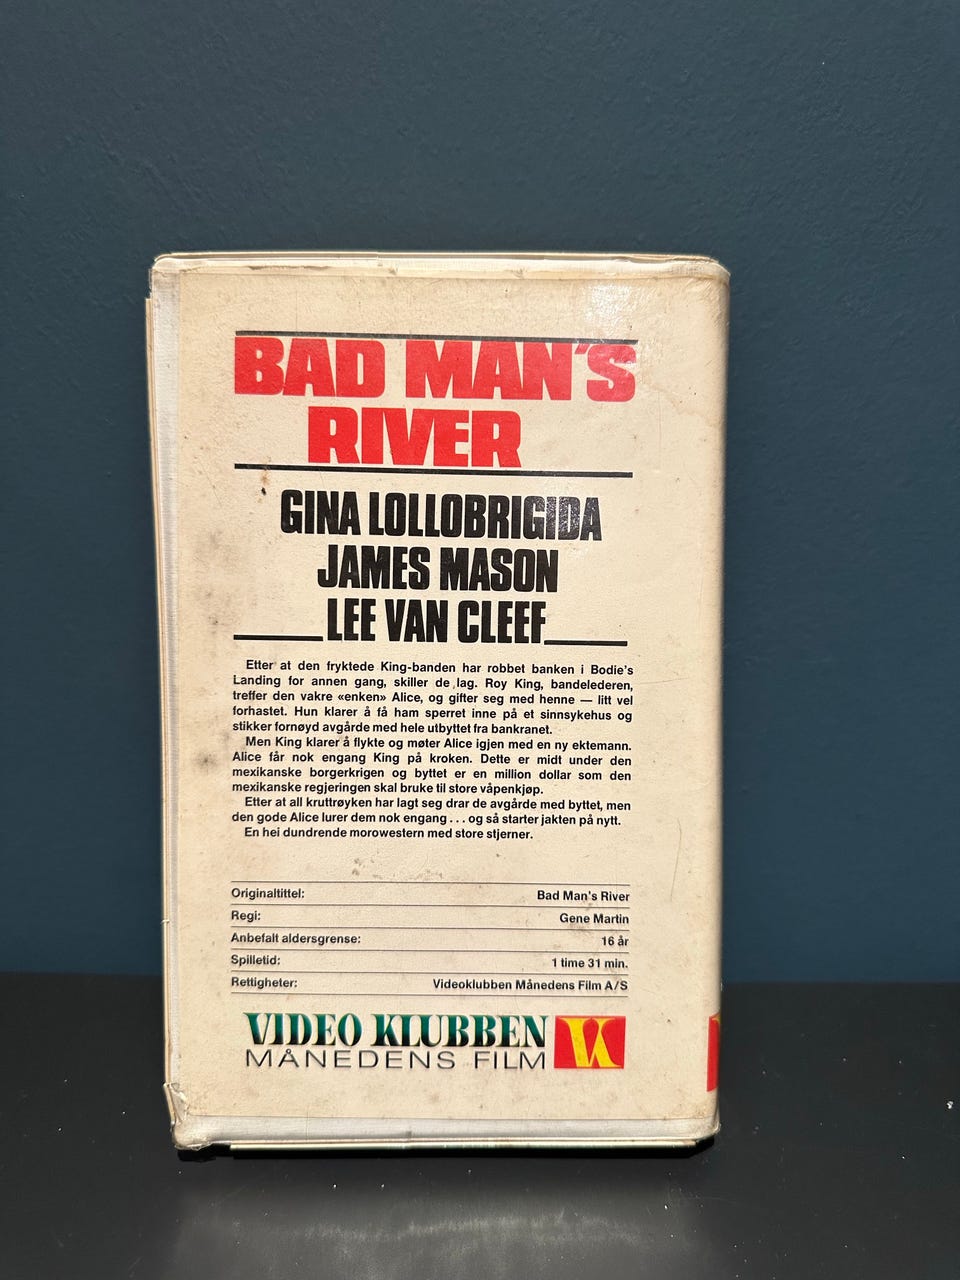 BAD MAN'S
RIVER
GINA LOLLOBRIGIDA
JAMES MASON
LEE VAN CLEEF
Etter at den fryktede King-banden har robbet banken i Bodie's
Landing for annen gang, skiller de lag. Roy King, bandelederen,
treffer den vakre «enken» Alice, og gifter seg med henne — litt vel
forhastet. Hun klarer å få ham sperret inne på et sinnsykehus og
stikker fornøyd avgårde med hele utbyttet fra bankranet.
Men King klarer å flykte og møter Alice igjen med en ny ektemann.
Alice får nok engang King på kroken. Dette er midt under den
mexikanske borgerkrigen og byttet er en million dollar som den
mexikanske regjeringen skal bruke til store våpenkjøp.
Etter at all kruttrøyken har lagt seg drar de avgårde med byttet, men
den gode Alice lurer dem nok engang . . . og så starter jakten på nytt.
En hei dundrende morowestern med store stjerner.
Originaltittel: Bad Man's River
Regi: Gene Martin
Anbefalt aldersgrense: 16 år
Spilletid: 1 time 31 min.
Rettigheter: Videoklubben Månedens Film A/S
VIDEO KLUBBEN VK
MÅNEDENS FILM